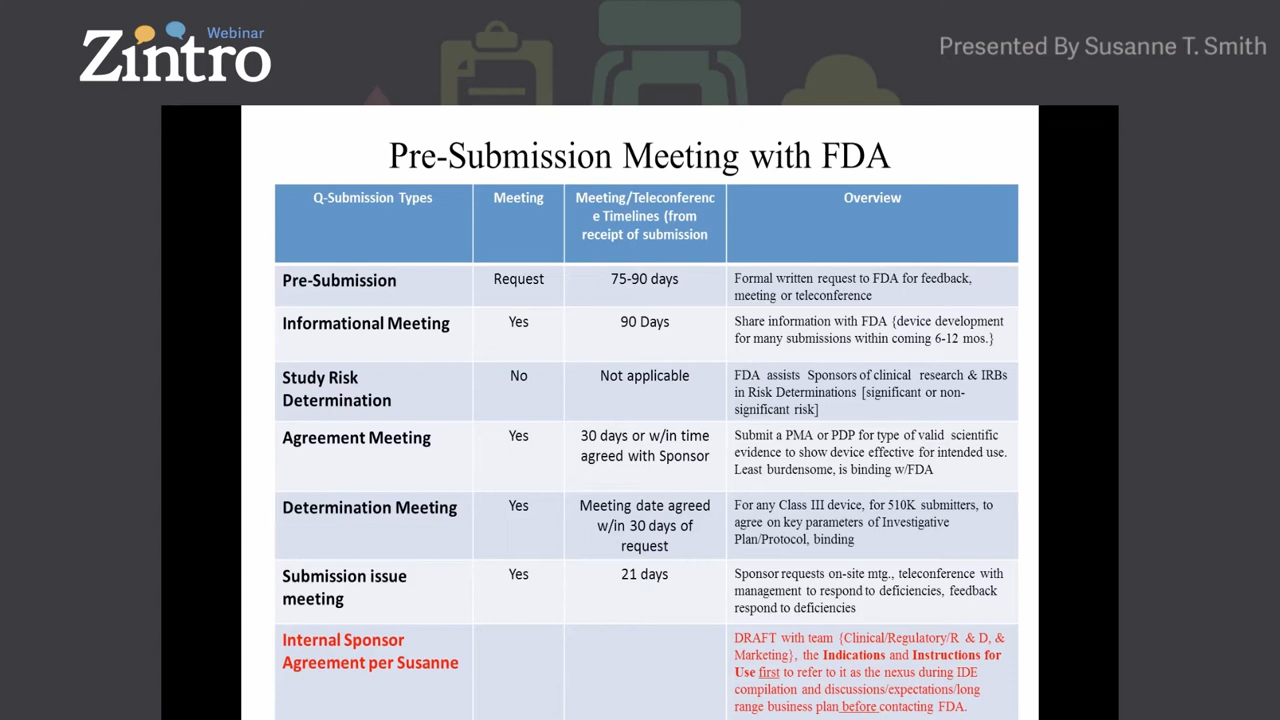 Zintro
Webinar
Presented By Susanne T. Smith
Pre-Submission Meeting with FDA
Q-Submission Types
Meeting
Meeting/Teleconferenc
e Timelines (from
receipt of submission
Overview
Pre-Submission
Request
75-90 days
Formal written request to FDA for feedback,
meeting or teleconference
Informational Meeting
Yes
90 Days
Share information with FDA {device development
for many submissions within coming 6-12 mos.}
Study Risk
Determination
No
Not applicable
FDA assists Sponsors of clinical research & IRBs
in Risk Determinations [significant or non-
significant risk]
Agreement Meeting
Yes
30 days or w/in time
agreed with Sponsor
Submit a PMA or PDP for type of valid scientific
evidence to show device effective for intended use.
Least burdensome, is binding w/FDA
Determination Meeting
Yes
Meeting date agreed
w/in 30 days of
request
For any Class III device, for 510K submitters, to
agree on key parameters of Investigative
Plan/Protocol, binding
Submission issue
meeting
Yes
21 days
Sponsor requests on-site mtg., teleconference with
management to respond to deficiencies, feedback
respond to deficiencies
Internal Sponsor
Agreement per Susanne
DRAFT with team {Clinical/Regulatory/R & D, &
Marketing}, the Indications and Instructions for
Use first to refer to it as the nexus during IDE
compilation and discussions/expectations/long
range business plan before contacting FDA.